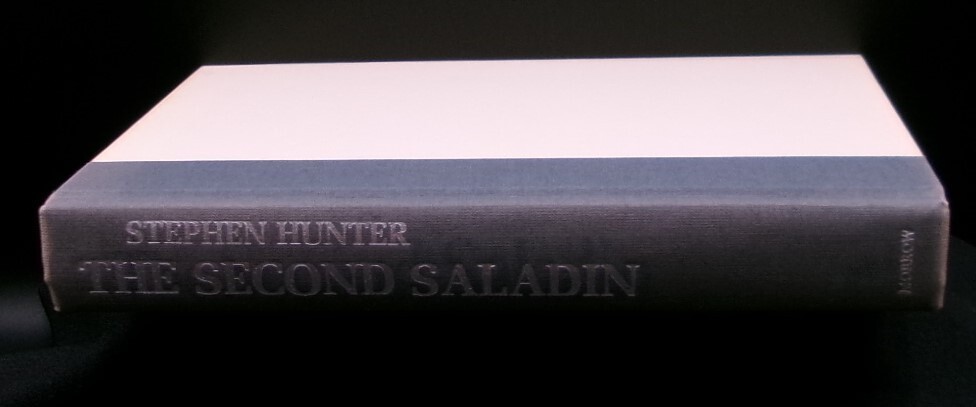 STEPHEN HUNTER
THE SECOND SALADIN
MORROW